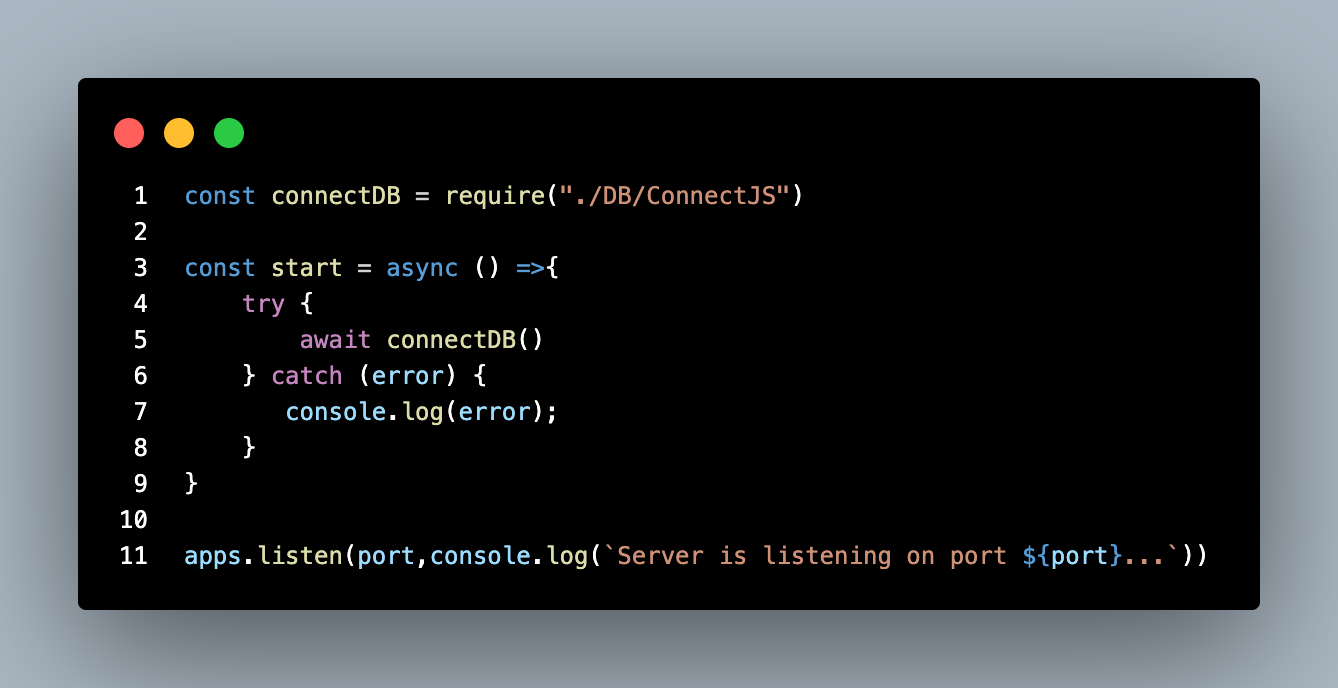 1 const connectDB = require("./DB/ConnectJS")
2
3 const start = async () =>{
4     try {
5         await connectDB()
6     } catch (error) {
7        console.log(error);
8     }
9 }
10
11 apps.listen(port,console.log(`Server is listening on port ${port}...`))